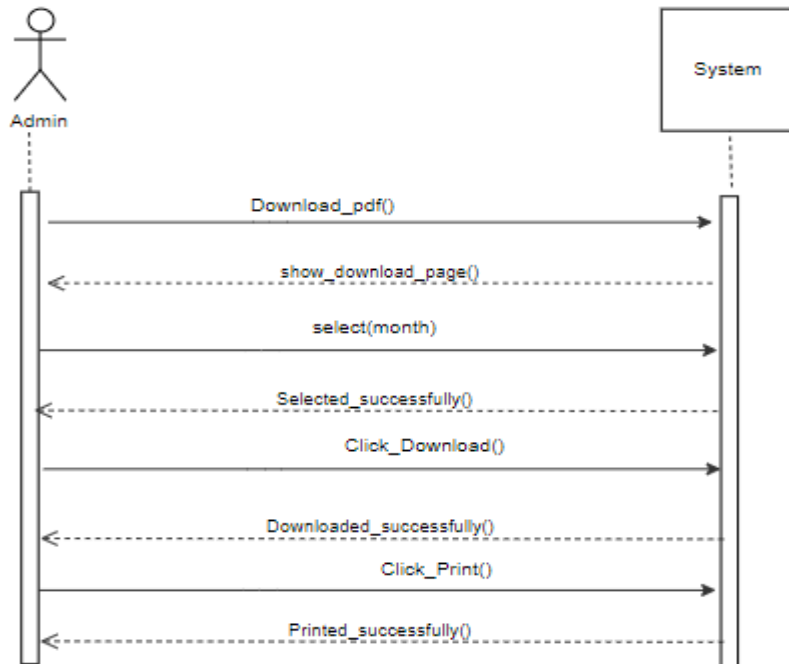 System
Admin
Download_pdf()
show_download_page()
select(month)
Selected_successfully()
Click_Download()
Downloaded_successfully()
Click_Print()
Printed_successfully()